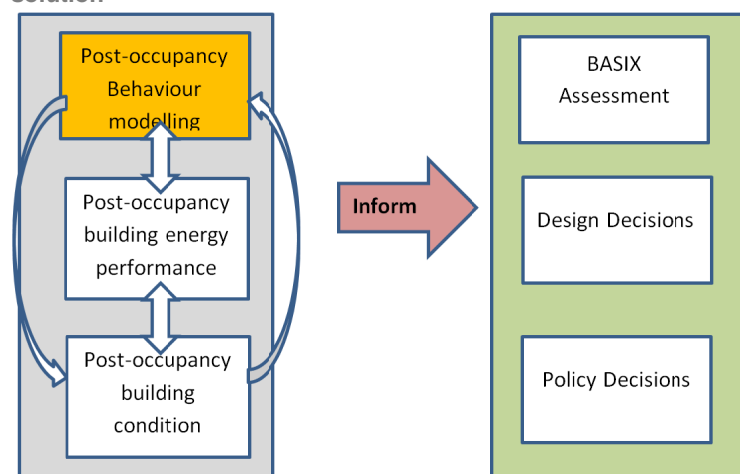 Solution
Post-occupancy
Behaviour
modelling
Post-occupancy
building energy
performance
Post-occupancy
building
condition
Inform
BASIX
Assessment
Design Decisions
Policy Decisions